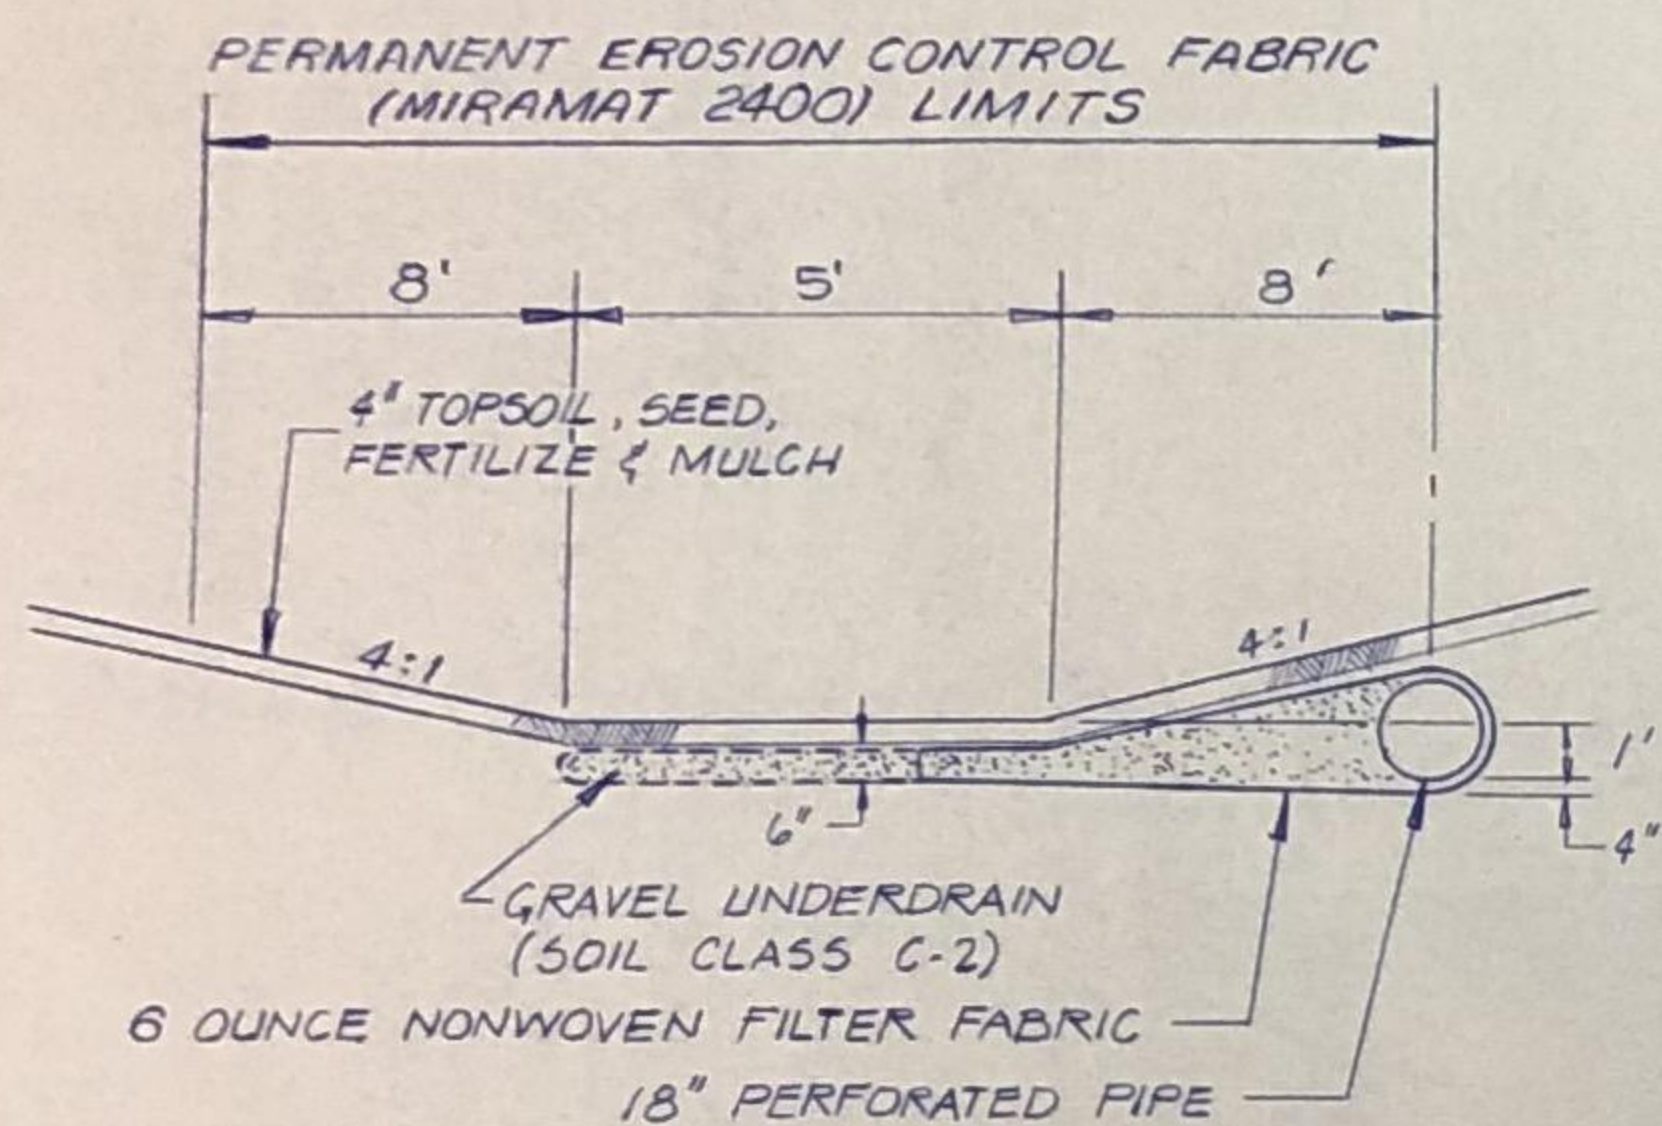 PERMANENT EROSION CONTROL FABRIC
(MIRAMAT 2400) LIMITS
8' 5' 8'
4" TOPSOIL, SEED,
FERTILIZE & MULCH
4:1 4:1
1'
6" 4"
GRAVEL UNDERDRAIN
(SOIL CLASS C-2)
6 OUNCE NONWOVEN FILTER FABRIC
18" PERFORATED PIPE